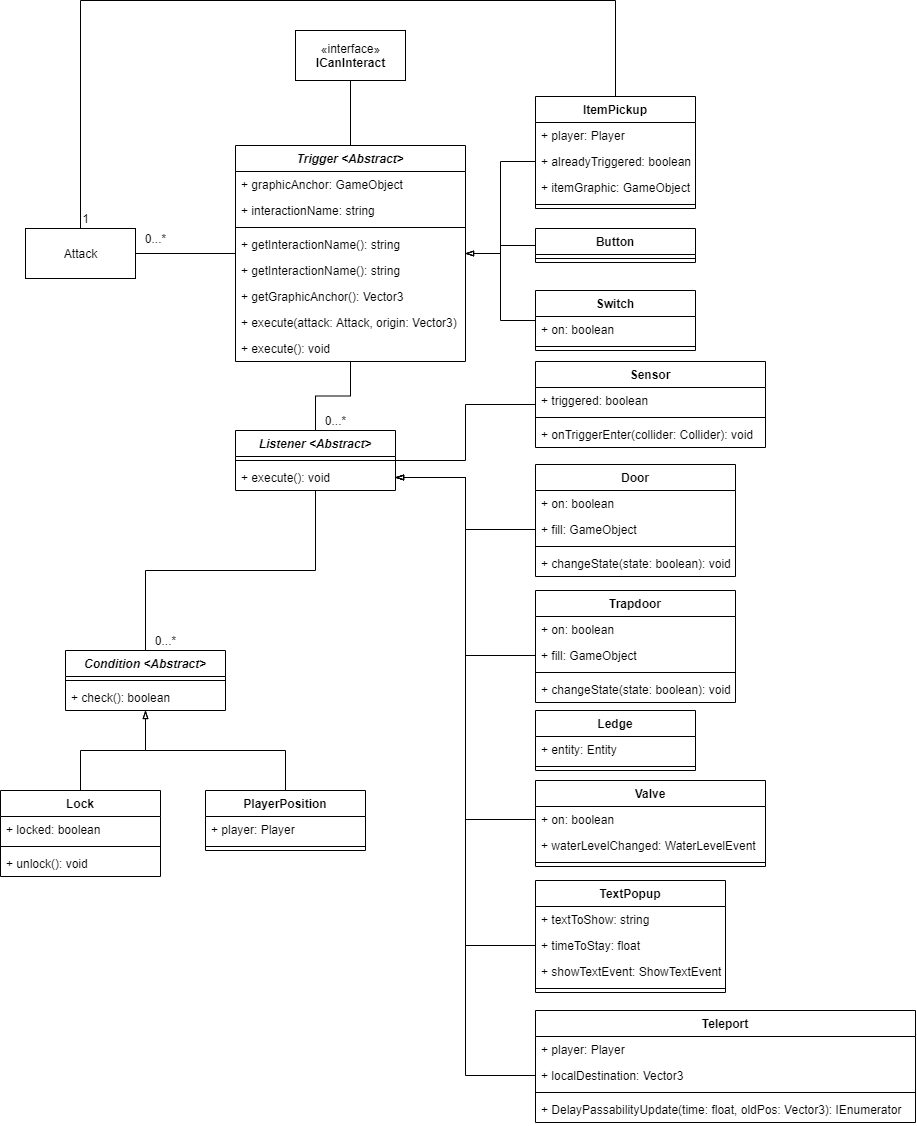 «interface»
ICanInteract
Trigger <Abstract>
+ graphicAnchor: GameObject
+ interactionName: string
+ getInteractionName(): string
+ getInteractionName(): string
+ getGraphicAnchor(): Vector3
+ execute(attack: Attack, origin: Vector3)
+ execute(): void
1
Attack
0...*
ItemPickup
+ player: Player
+ alreadyTriggered: boolean
+ itemGraphic: GameObject
Button
Switch
+ on: boolean
Sensor
+ triggered: boolean
+ onTriggerEnter(collider: Collider): void
0...*
Listener <Abstract>
+ execute(): void
Door
+ on: boolean
+ fill: GameObject
+ changeState(state: boolean): void
Trapdoor
+ on: boolean
+ fill: GameObject
+ changeState(state: boolean): void
0...*
Condition <Abstract>
+ check(): boolean
Ledge
+ entity: Entity
Lock
+ locked: boolean
+ unlock(): void
PlayerPosition
+ player: Player
Valve
+ on: boolean
+ waterLevelChanged: WaterLevelEvent
TextPopup
+ textToShow: string
+ timeToStay: float
+ showTextEvent: ShowTextEvent
Teleport
+ player: Player
+ localDestination: Vector3
+ DelayPassabilityUpdate(time: float, oldPos: Vector3): IEnumerator